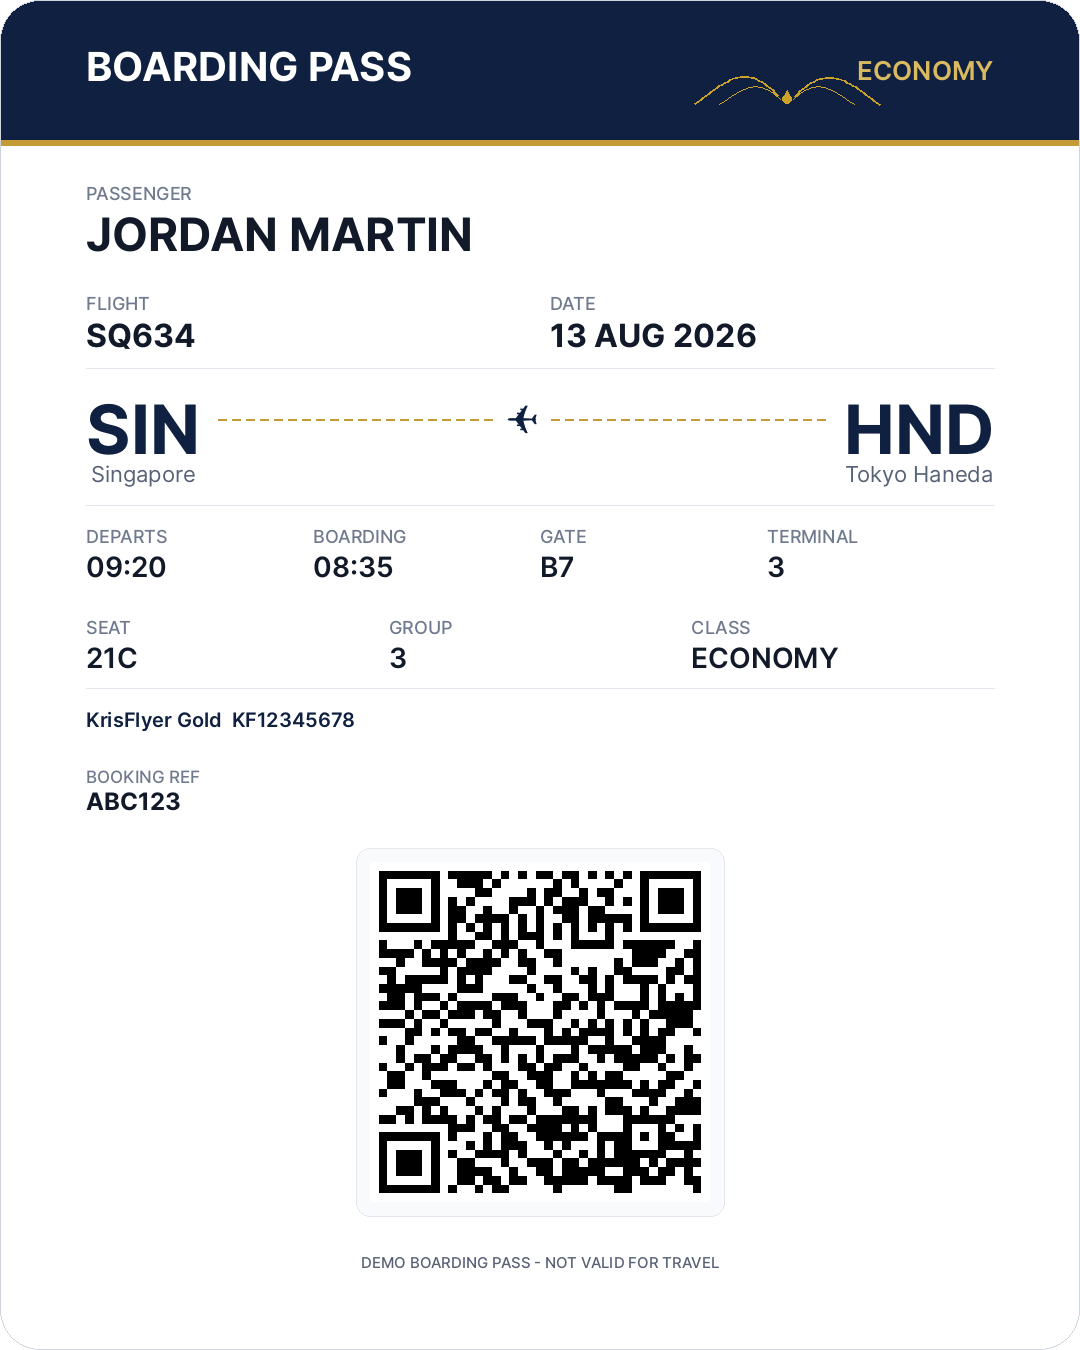 BOARDING PASS
ECONOMY
PASSENGER
JORDAN MARTIN
FLIGHT DATE
SQ634 13 AUG 2026
SIN HND
Singapore Tokyo Haneda
DEPARTS BOARDING GATE TERMINAL
09:20 08:35 B7 3
SEAT GROUP CLASS
21C 3 ECONOMY
KrisFlyer Gold KF12345678
BOOKING REF
ABC123
DEMO BOARDING PASS - NOT VALID FOR TRAVEL